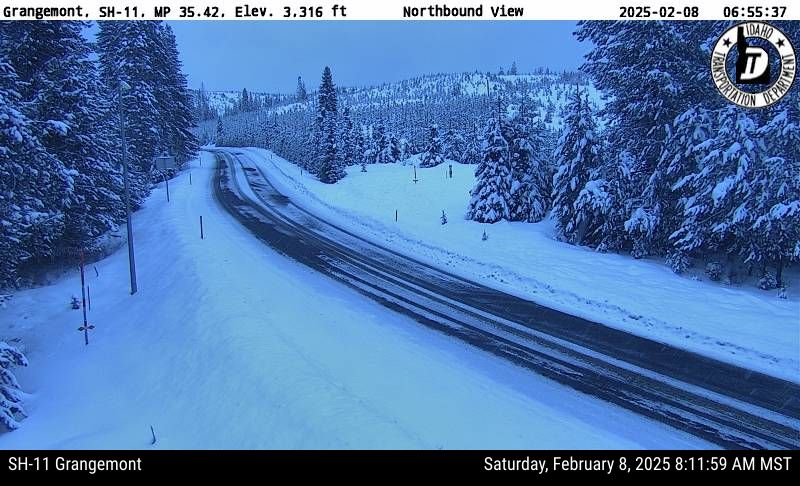 Grangemont, SH-11, MP 35.42, Elev. 3,316 ft Northbound View 2025-02-08 06:55:37
IDAHO
TRANSPORTATION DEPARTMENT
SH-11 Grangemont Saturday, February 8, 2025 8:11:59 AM MST